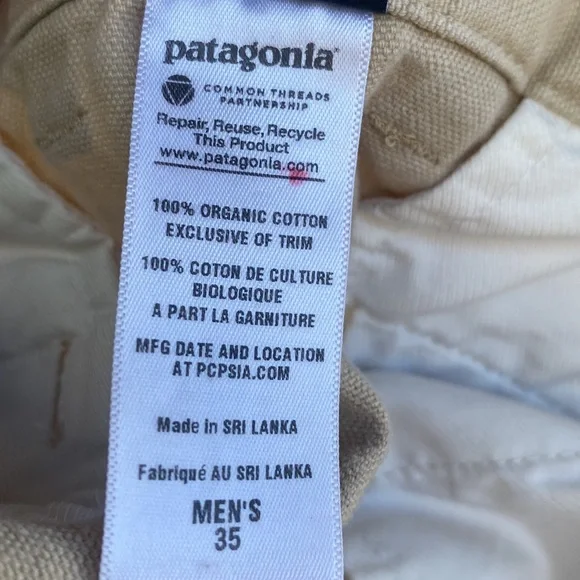 patagonia
COMMON THREADS
PARTNERSHIP
Repair, Reuse, Recycle
This Product
www.patagonia.com
100% ORGANIC COTTON
EXCLUSIVE OF TRIM
100% COTON DE CULTURE
BIOLOGIQUE
A PART LA GARNITURE
MFG DATE AND LOCATION
AT PCPSIA.COM
Made in SRI LANKA
Fabriqué AU SRI LANKA
MEN'S
35